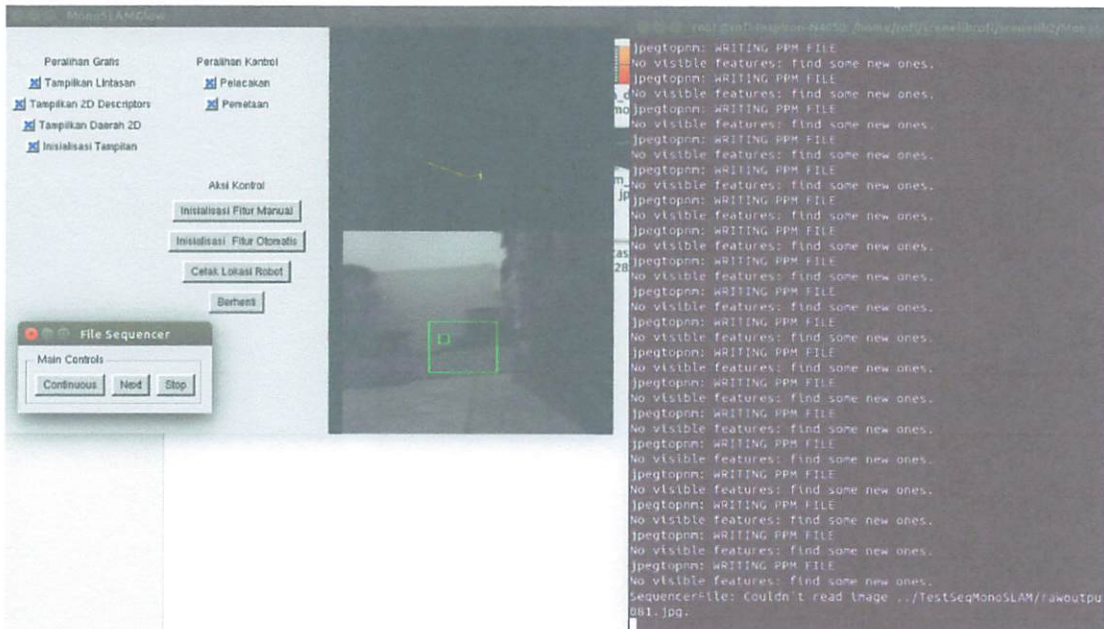 MonoSLAMGlow
Peralihan Grafis
Peralihan Kontrol
Tampilkan Lintasan
Pelacakan
Tampilkan 2D Descriptors
Pemetaan
Tampilkan Daerah 2D
Inisialisasi Tampilan
Aksi Kontrol
Inisialisasi Fitur Manual
Inisialisasi Fitur Otomatis
Cetak Lokasi Robot
Berhenti
File Sequencer
Main Controls
Continuous
Next
Stop
jpegtopnm: WRITING PPM FILE
No visible features: find some new ones.
jpegtopnm: WRITING PPM FILE
No visible features: find some new ones.
jpegtopnm: WRITING PPM FILE
No visible features: find some new ones.
jpegtopnm: WRITING PPM FILE
No visible features: find some new ones.
jpegtopnm: WRITING PPM FILE
No visible features: find some new ones.
jpegtopnm: WRITING PPM FILE
No visible features: find some new ones.
jpegtopnm: WRITING PPM FILE
No visible features: find some new ones.
jpegtopnm: WRITING PPM FILE
No visible features: find some new ones.
jpegtopnm: WRITING PPM FILE
No visible features: find some new ones.
jpegtopnm: WRITING PPM FILE
No visible features: find some new ones.
jpegtopnm: WRITING PPM FILE
No visible features: find some new ones.
jpegtopnm: WRITING PPM FILE
No visible features: find some new ones.
jpegtopnm: WRITING PPM FILE
No visible features: find some new ones.
jpegtopnm: WRITING PPM FILE
No visible features: find some new ones.
jpegtopnm: WRITING PPM FILE
No visible features: find some new ones.
jpegtopnm: WRITING PPM FILE
No visible features: find some new ones.
jpegtopnm: WRITING PPM FILE
No visible features: find some new ones.
jpegtopnm: WRITING PPM FILE
No visible features: find some new ones.
SequencerFile: Couldn't read image ../TestSeqMonoSLAM/rawoutpu
081.jpg.